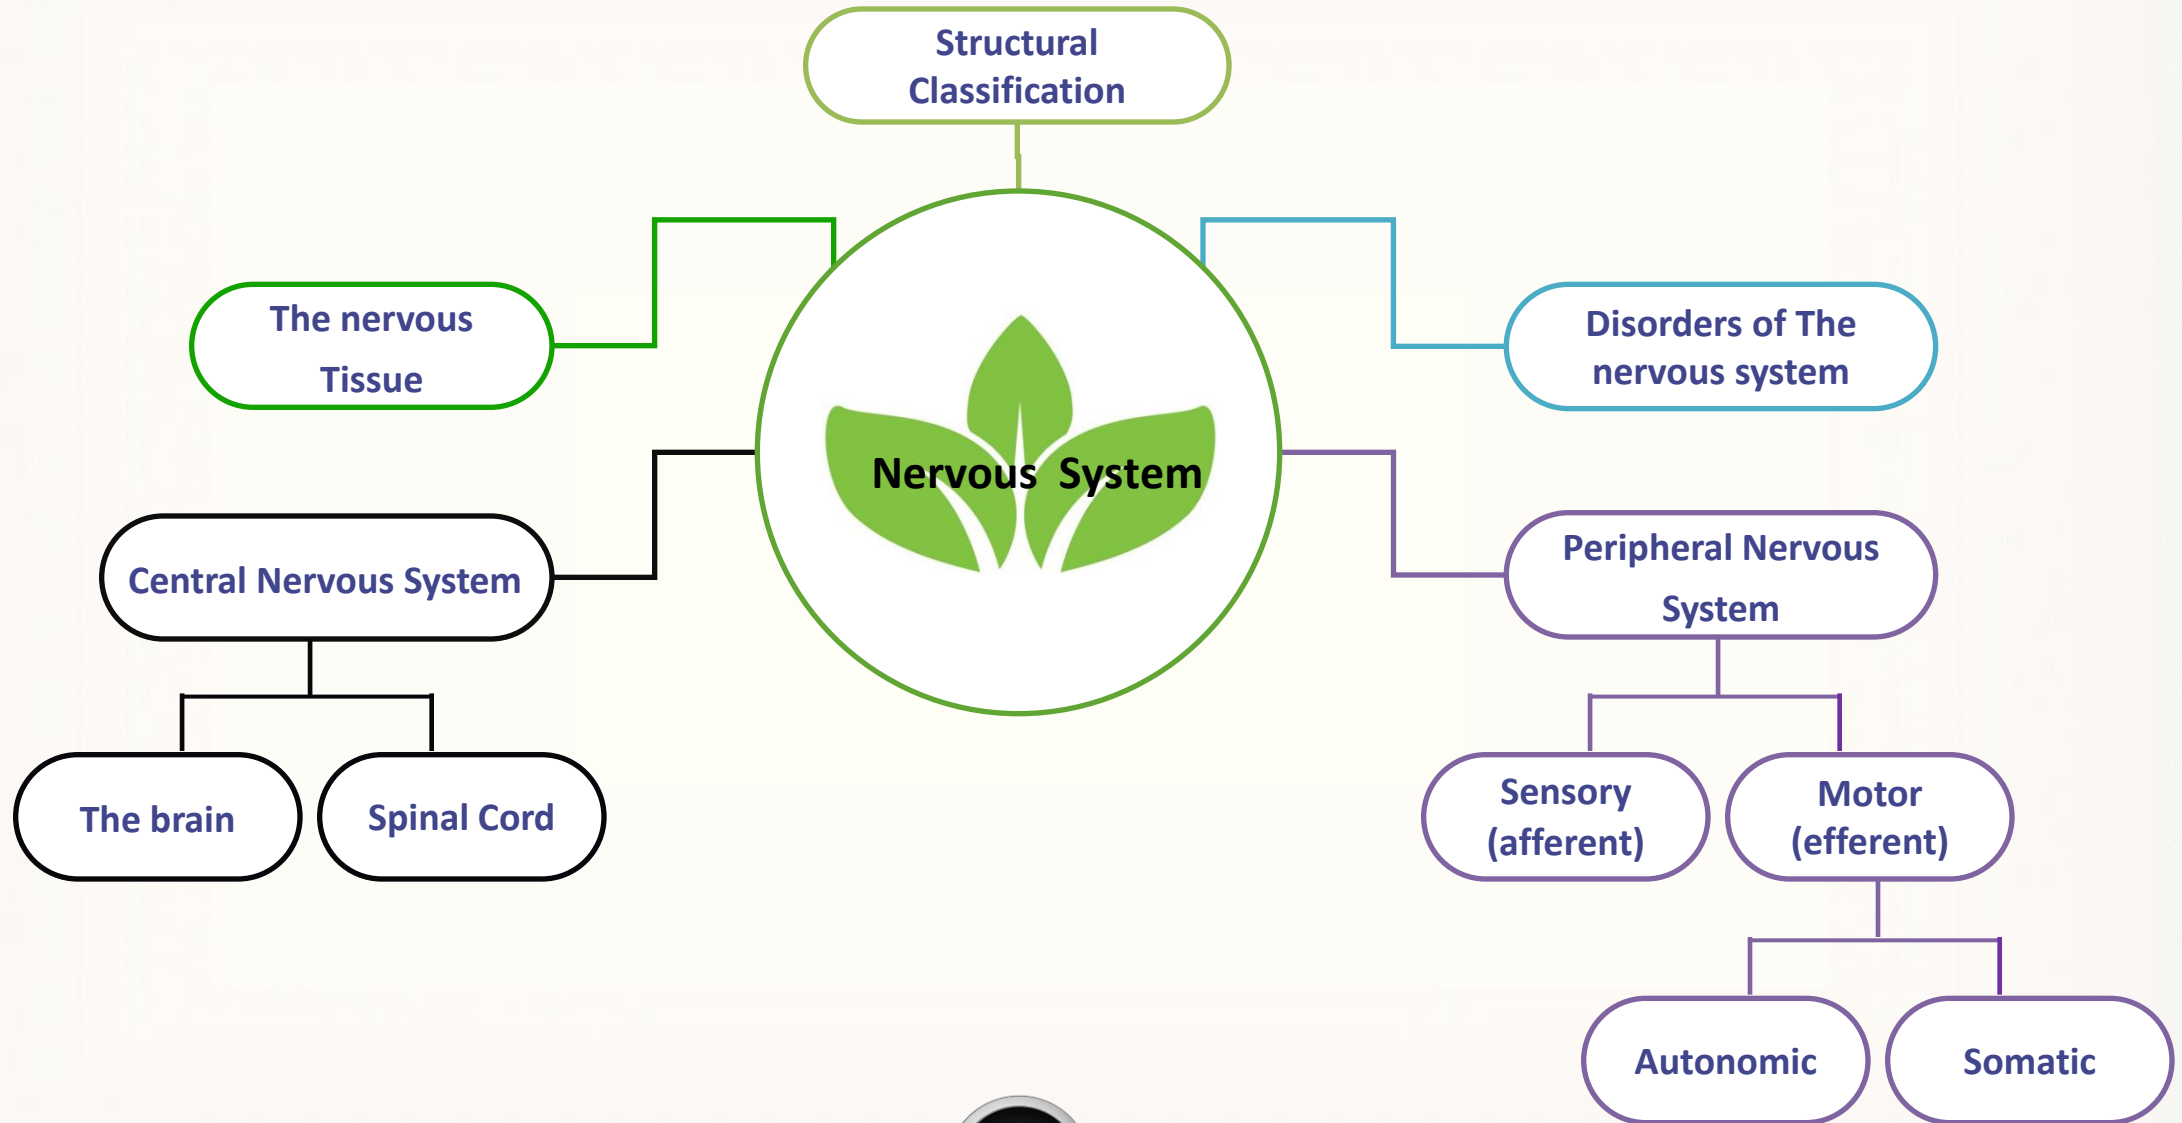 Structural
Classification
The nervous
Tissue
Disorders of The
nervous system
Nervous System
Central Nervous System
Peripheral Nervous
System
The brain
Spinal Cord
Sensory
(afferent)
Motor
(efferent)
Autonomic
Somatic